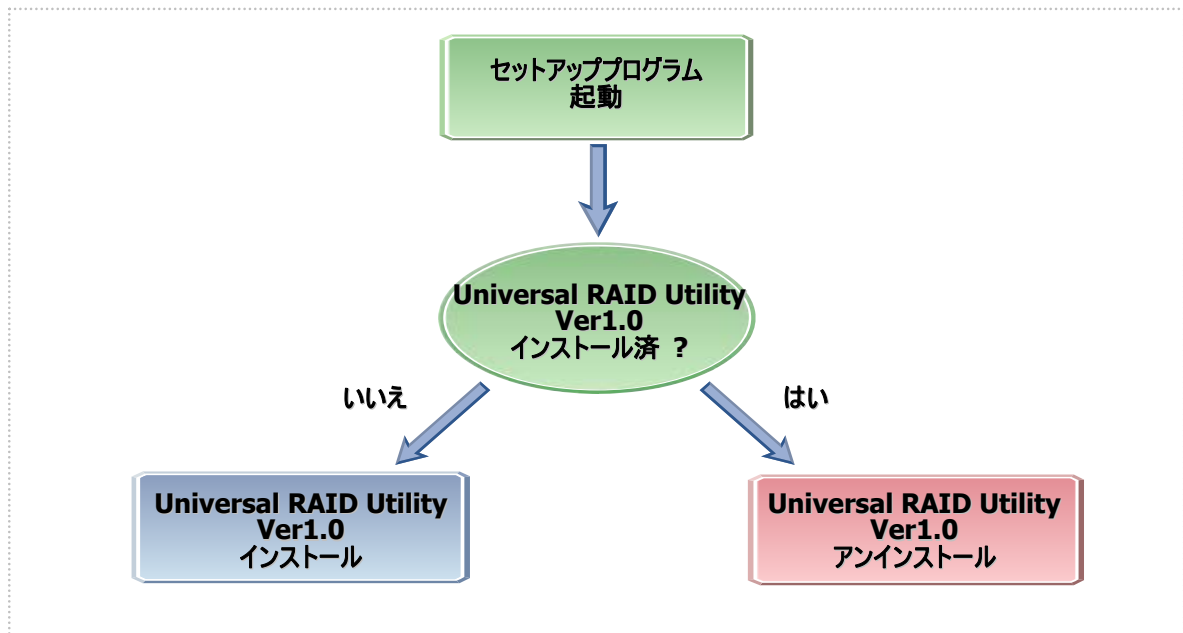 セットアッププログラム
起動
Universal RAID Utility
Ver1.0
インストール済 ?
いいえ
はい
Universal RAID Utility
Ver1.0
インストール
Universal RAID Utility
Ver1.0
アンインストール